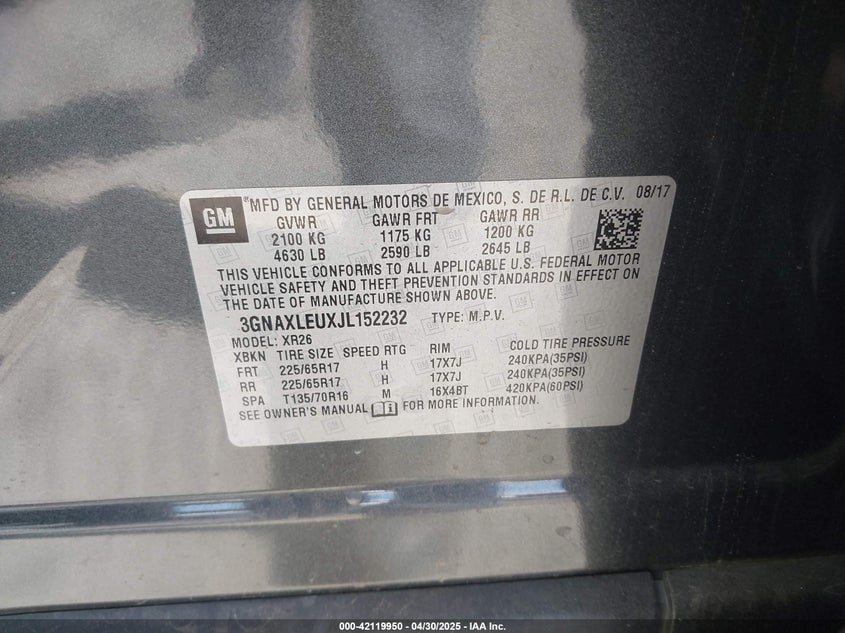 GM
® MFD BY GENERAL MOTORS DE MEXICO, S. DE R.L. DE C.V. 08/17
GVWR GAWR FRT GAWR RR
2100 KG 1175 KG 1200 KG
4630 LB 2590 LB 2645 LB
THIS VEHICLE CONFORMS TO ALL APPLICABLE U.S. FEDERAL MOTOR
VEHICLE SAFETY AND THEFT PREVENTION STANDARDS IN EFFECT ON
THE DATE OF MANUFACTURE SHOWN ABOVE.
3GNAXLEUXJL152232 TYPE: M.P.V.
MODEL: XR26
XBKN TIRE SIZE SPEED RTG RIM COLD TIRE PRESSURE
FRT 225/65R17 H 17X7J 240KPA(35PSI)
RR 225/65R17 H 17X7J 240KPA(35PSI)
SPA T135/70R16 M 16X4BT 420KPA(60PSI)
SEE OWNER'S MANUAL FOR MORE INFORMATION.
000-42119950 - 04/30/2025 - IAA Inc.